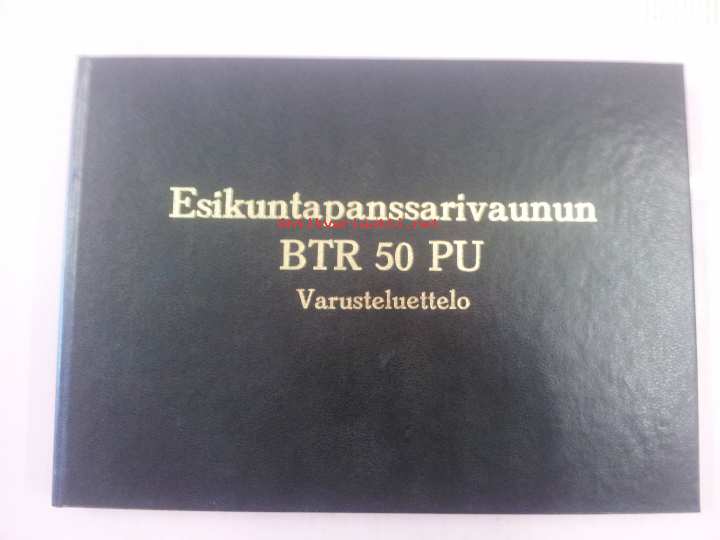 Esikuntapanssarivaunun
BTR 50 PU
Varusteluettelo